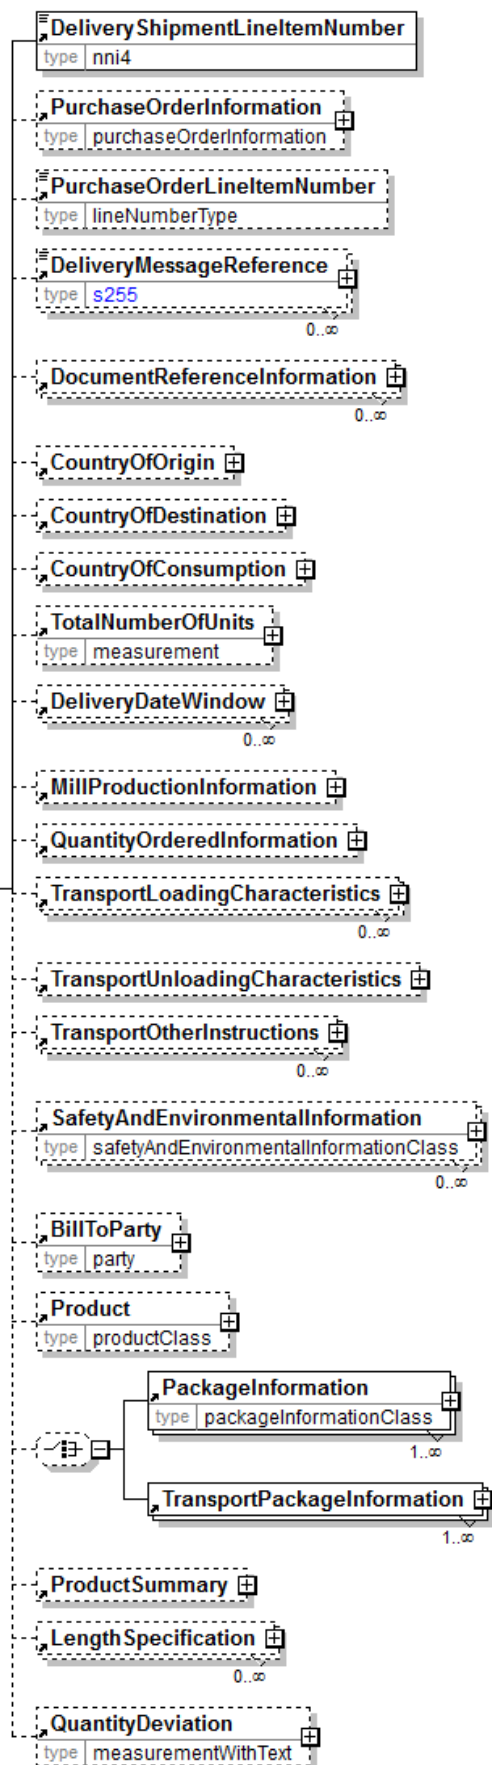 DeliveryShipmentLineItemNumber
type nni4
PurchaseOrderInformation
type purchaseOrderInformation
PurchaseOrderLineItemNumber
type lineNumberType
DeliveryMessageReference
type s255
0..∞
DocumentReferenceInformation
0..∞
CountryOfOrigin
CountryOfDestination
CountryOfConsumption
TotalNumberOfUnits
type measurement
DeliveryDateWindow
0..∞
MillProductionInformation
QuantityOrderedInformation
TransportLoadingCharacteristics
0..∞
TransportUnloadingCharacteristics
TransportOtherInstructions
0..∞
SafetyAndEnvironmentalInformation
type safetyAndEnvironmentalInformationClass
0..∞
BillToParty
type party
Product
type productClass
PackageInformation
type packageInformationClass
1..∞
TransportPackageInformation
1..∞
ProductSummary
LengthSpecification
0..∞
QuantityDeviation
type measurementWithText